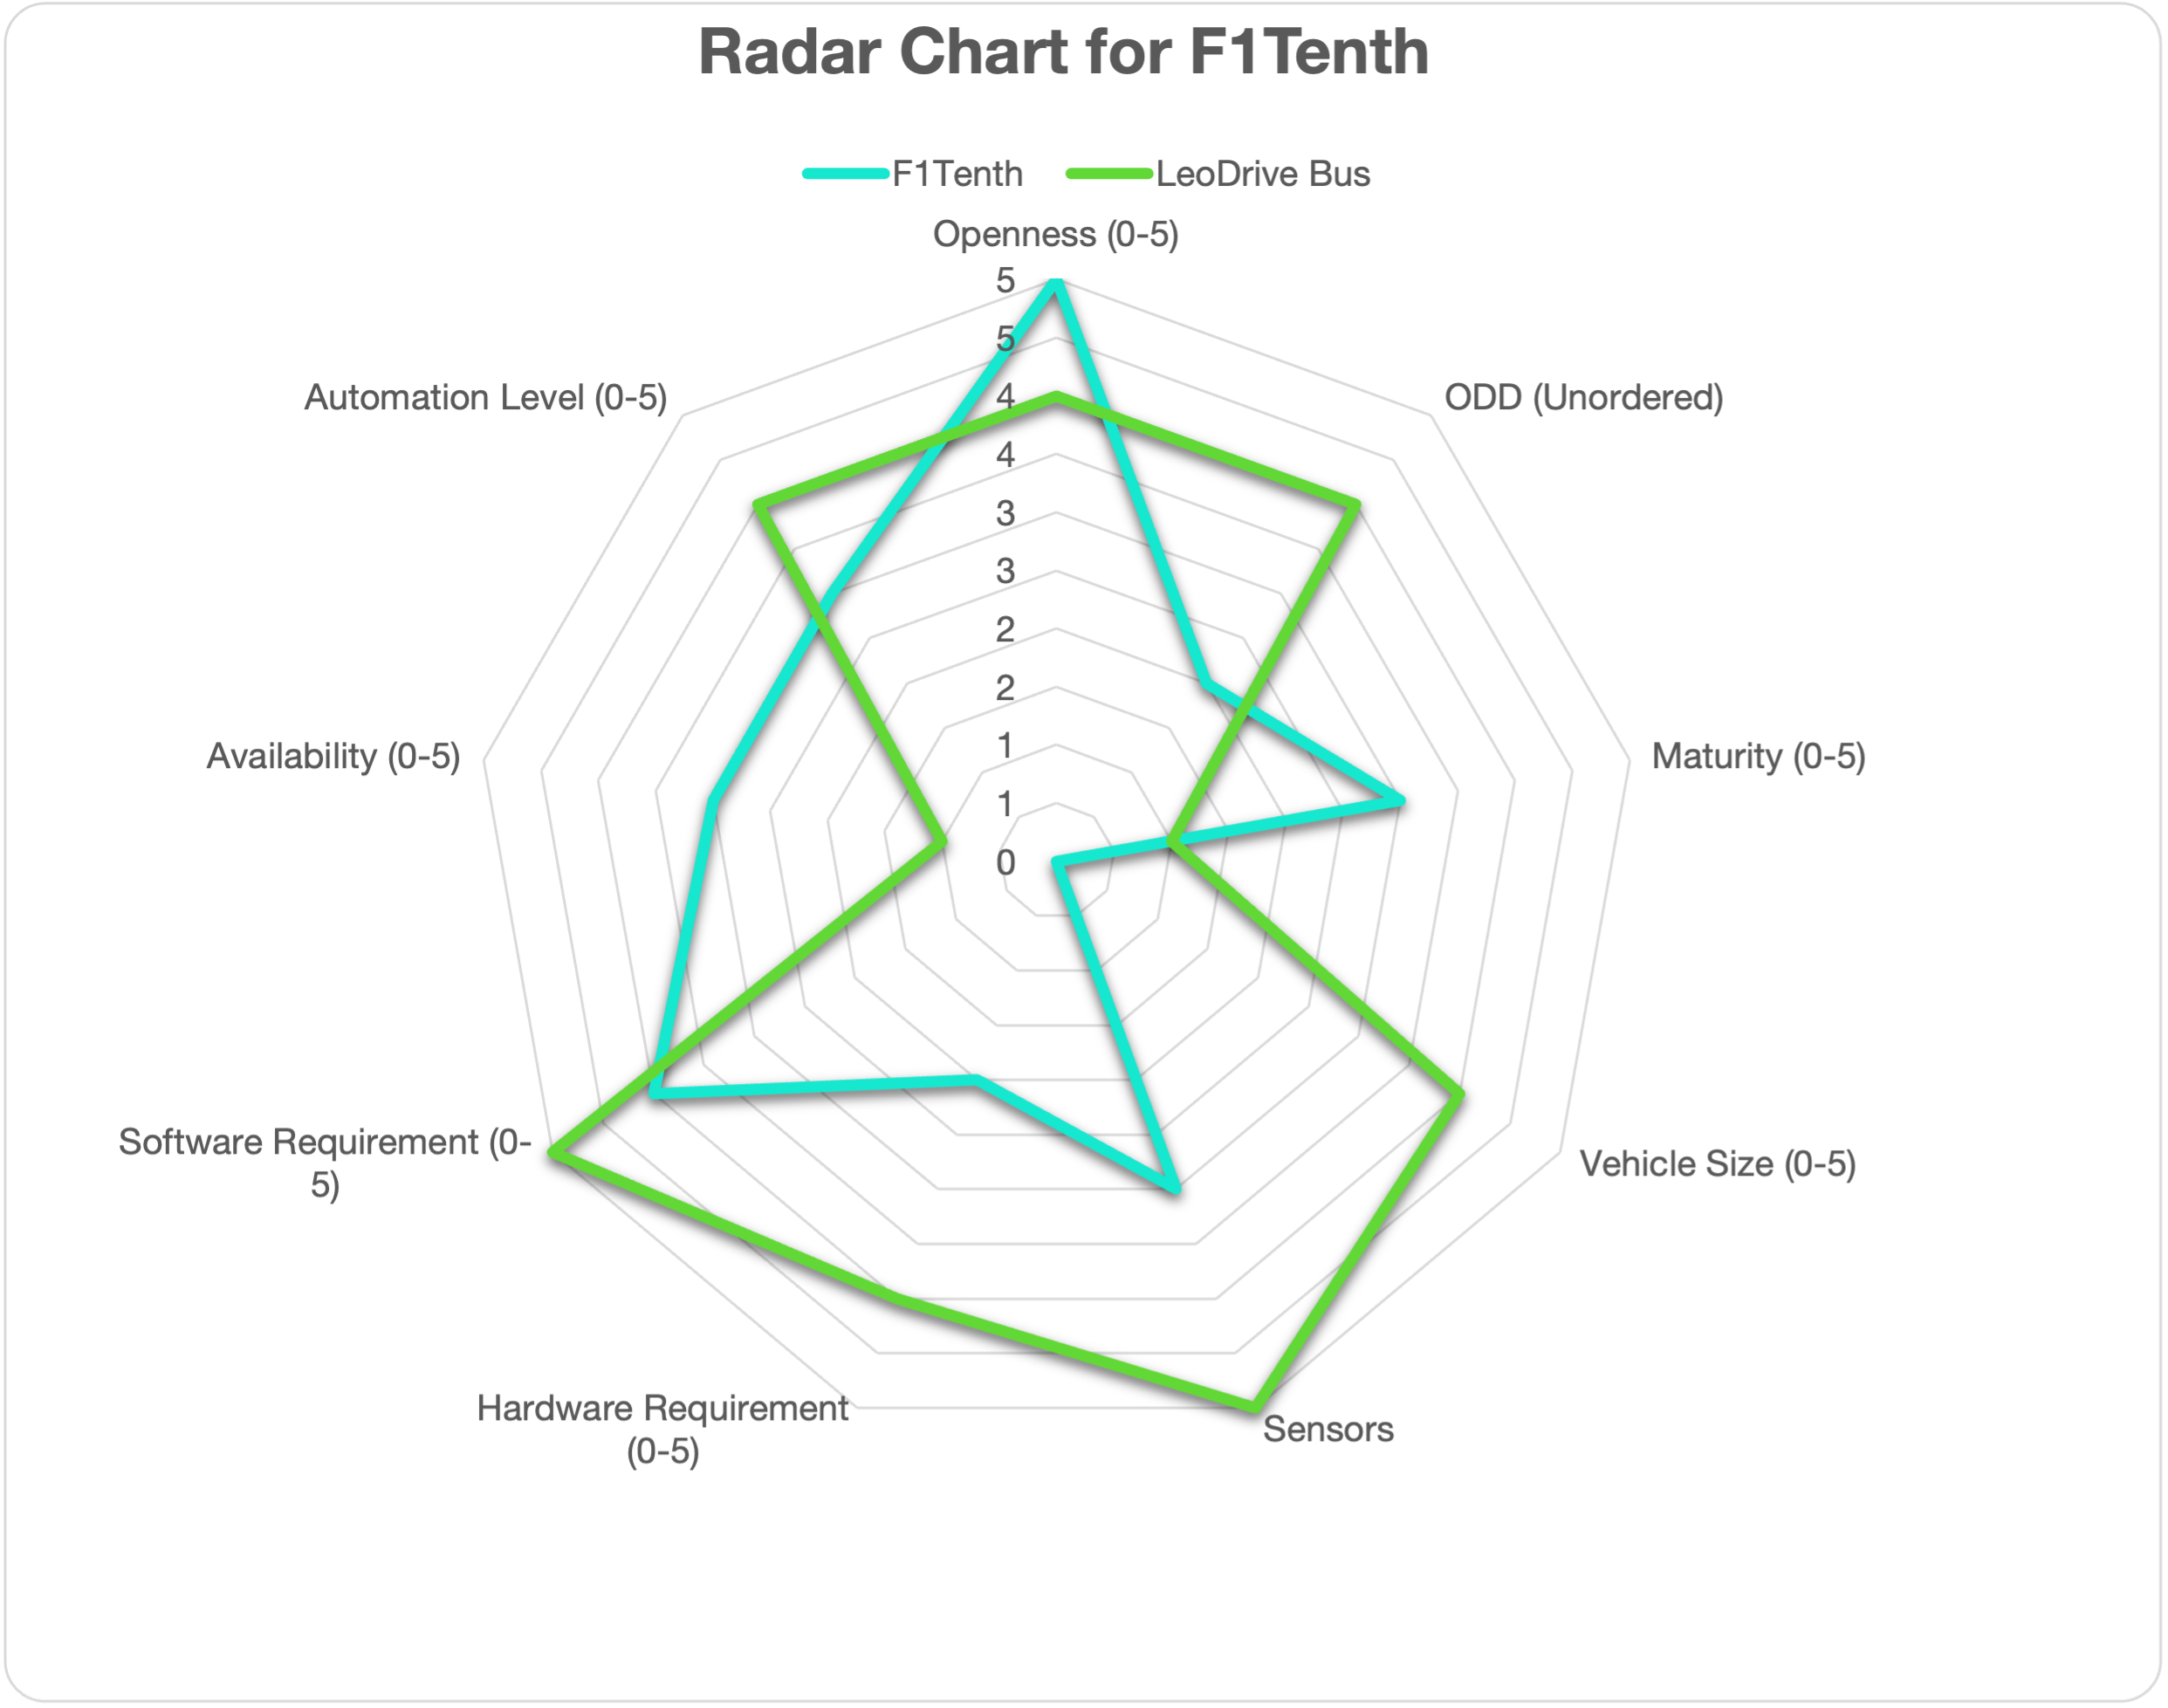 Radar Chart for F1Tenth
F1Tenth LeoDrive Bus
Openness (0-5)
5
5
Automation Level (0-5) 4 ODD (Unordered)
4
3
3
2
2
Availability (0-5) 1 Maturity (0-5)
1
0
Software Requirement (0-
5)
Vehicle Size (0-5)
Hardware Requirement
(0-5)
Sensors